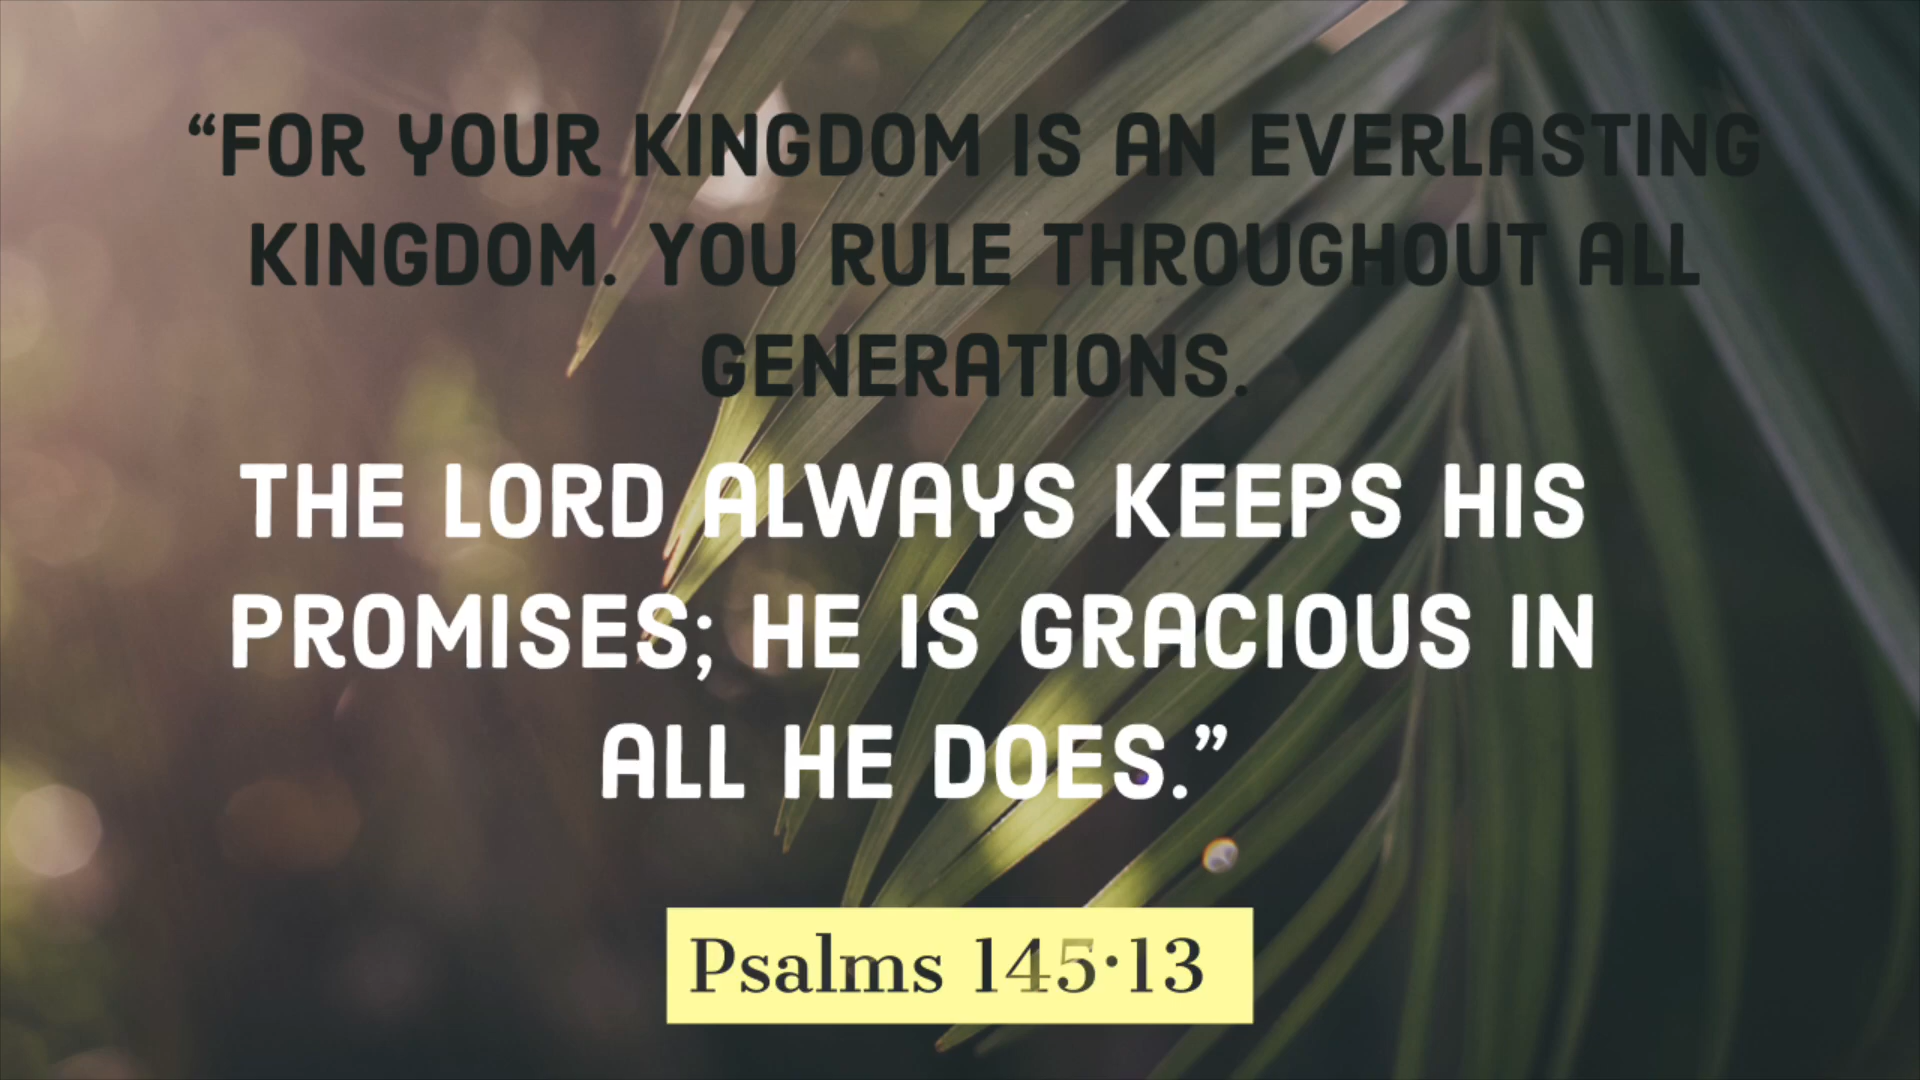 “FOR YOUR KINGDOM IS AN EVERLASTING
KINGDOM. YOU RULE THROUGHOUT ALL
GENERATIONS.
THE LORD ALWAYS KEEPS HIS
PROMISES; HE IS GRACIOUS IN
ALL HE DOES.”
Psalms 145·13